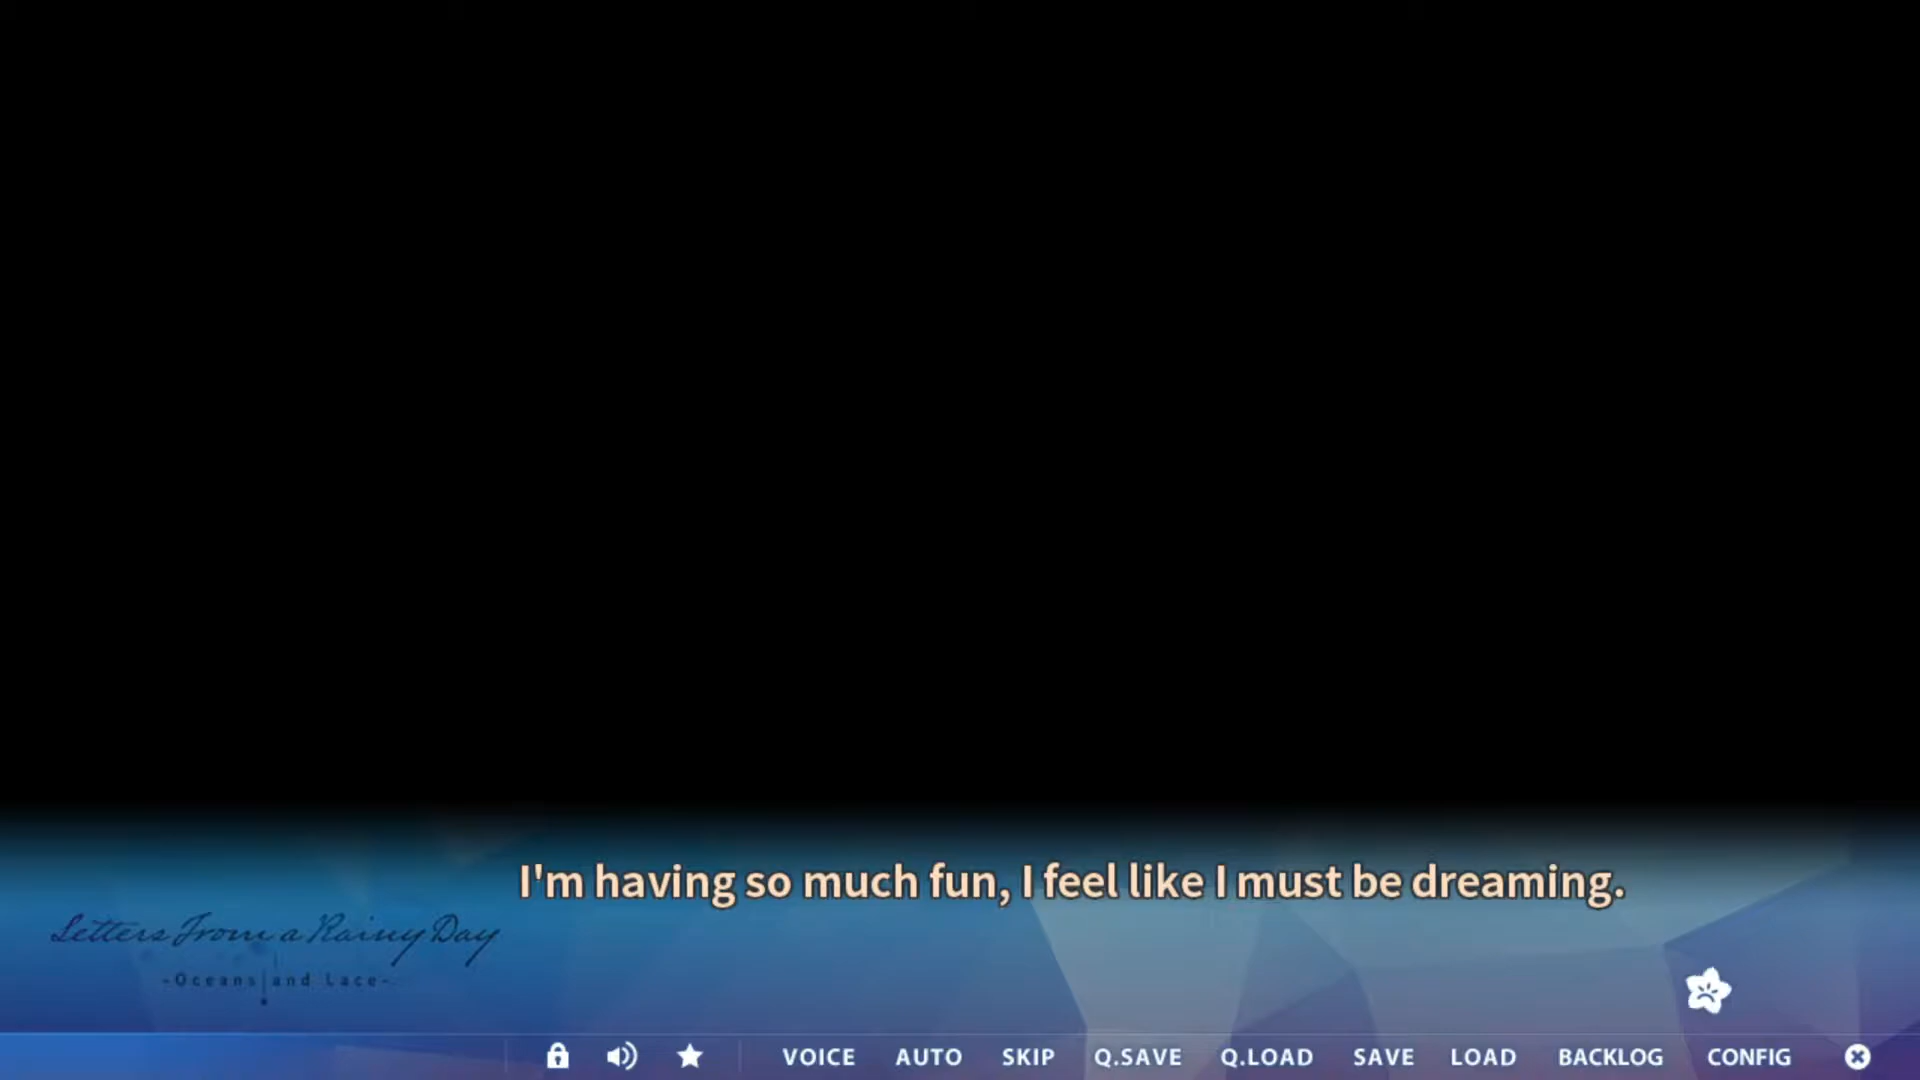 I'm having so much fun, I feel like I must be dreaming.
Letters From a Rainy Day
-Oceans and Lace-
VOICE AUTO SKIP Q.SAVE Q.LOAD SAVE LOAD BACKLOG CONFIG